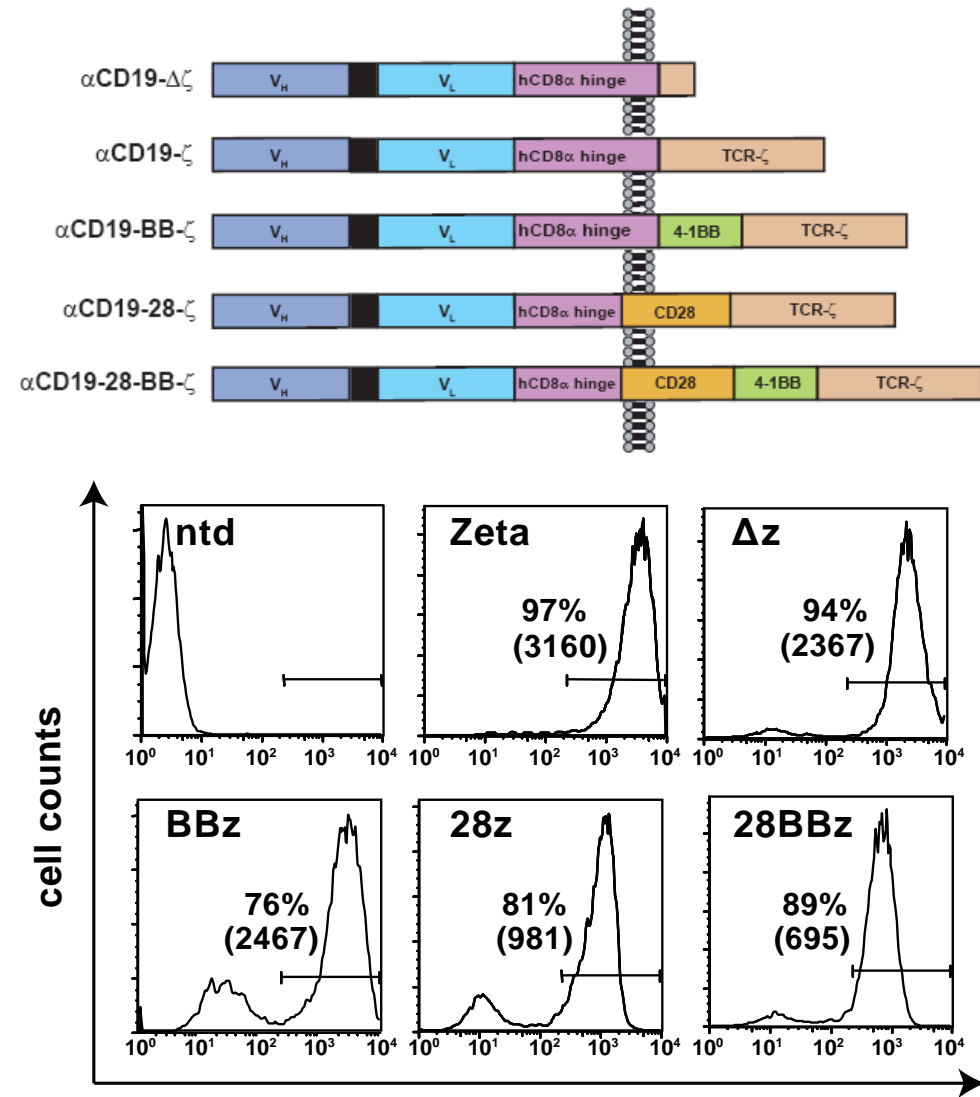 αCD19-Δζ V_H V_L hCD8α hinge
αCD19-ζ V_H V_L hCD8α hinge TCR-ζ
αCD19-BB-ζ V_H V_L hCD8α hinge 4-1BB TCR-ζ
αCD19-28-ζ V_H V_L hCD8α hinge CD28 TCR-ζ
αCD19-28-BB-ζ V_H V_L hCD8α hinge CD28 4-1BB TCR-ζ
cell counts
ntd
10⁰ 10¹ 10² 10³ 10⁴
Zeta
97%
(3160)
10⁰ 10¹ 10² 10³ 10⁴
Δz
94%
(2367)
10⁰ 10¹ 10² 10³ 10⁴
BBz
76%
(2467)
10⁰ 10¹ 10² 10³ 10⁴
28z
81%
(981)
10⁰ 10¹ 10² 10³ 10⁴
28BBz
89%
(695)
10⁰ 10¹ 10² 10³ 10⁴